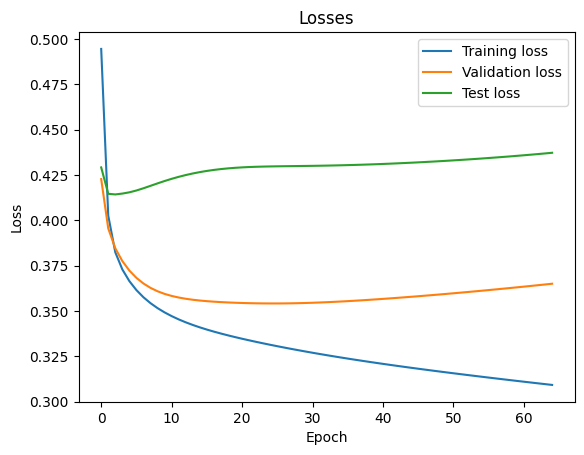 Losses
0.500
0.475
0.450
0.425
0.400
0.375
0.350
0.325
0.300
Loss
Training loss
Validation loss
Test loss
0 10 20 30 40 50 60
Epoch